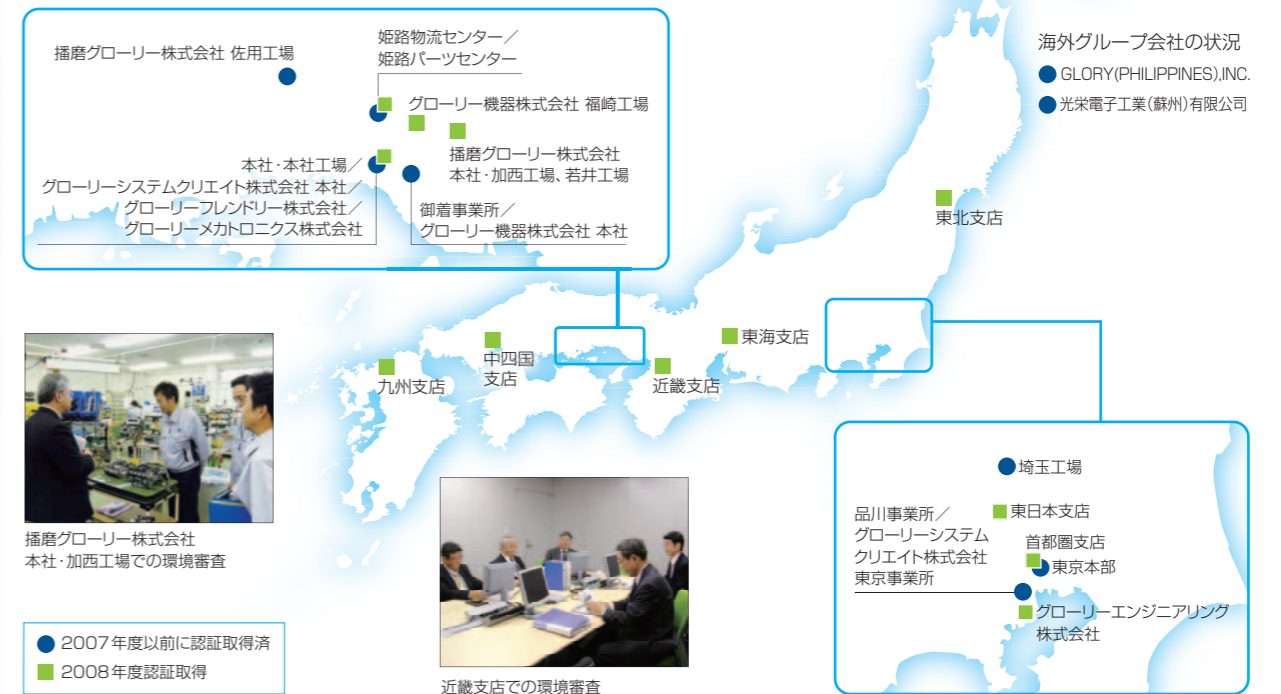 播磨グローリー株式会社 佐用工場
姫路物流センター／
姫路パーツセンター
グローリー機器株式会社 福崎工場
播磨グローリー株式会社
本社・加西工場、若井工場
本社・本社工場／
グローリーシステムクリエイト株式会社 本社／
グローリーフレンドリー株式会社／
グローリーメカトロニクス株式会社
御着事業所／
グローリー機器株式会社 本社
海外グループ会社の状況
GLORY(PHILIPPINES),INC.
光栄電子工業(蘇州)有限公司
東北支店
東海支店
中四国
支店
近畿支店
九州支店
播磨グローリー株式会社
本社・加西工場での環境審査
近畿支店での環境審査
埼玉工場
東日本支店
首都圏支店
東京本部
品川事業所／
グローリーシステム
クリエイト株式会社
東京事業所
グローリーエンジニアリング
株式会社
2007年度以前に認証取得済
2008年度認証取得